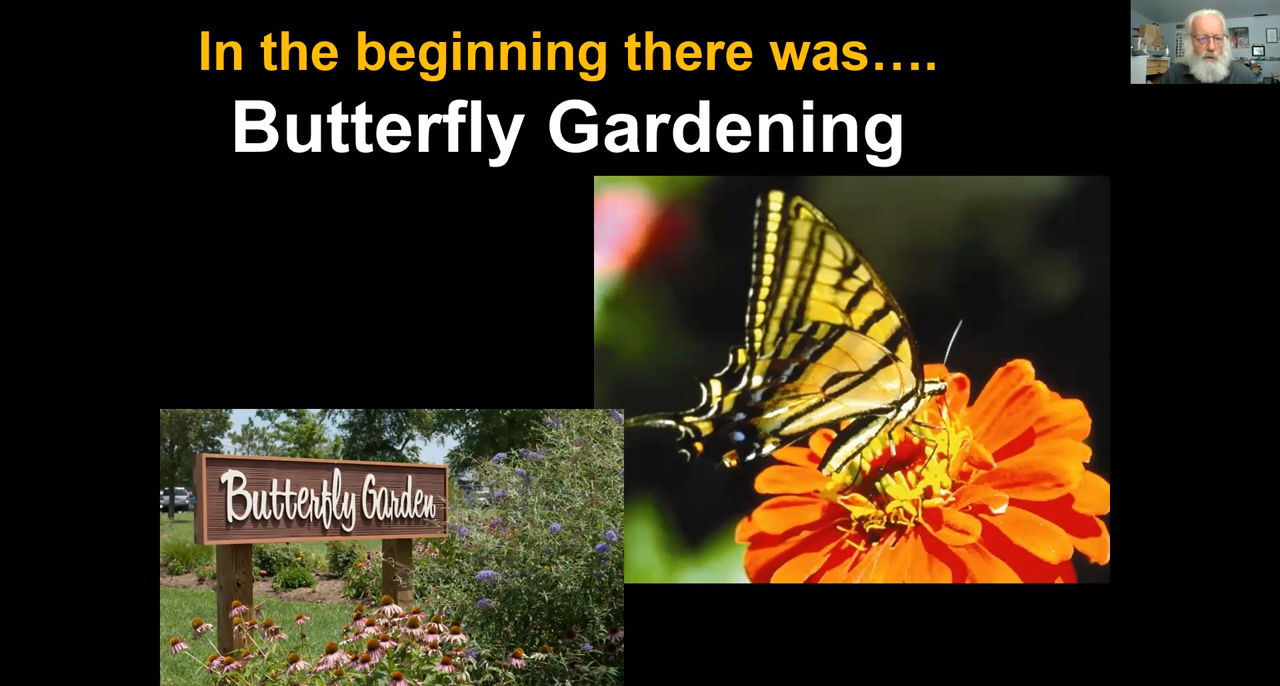 In the beginning there was….
Butterfly Gardening
Butterfly Garden